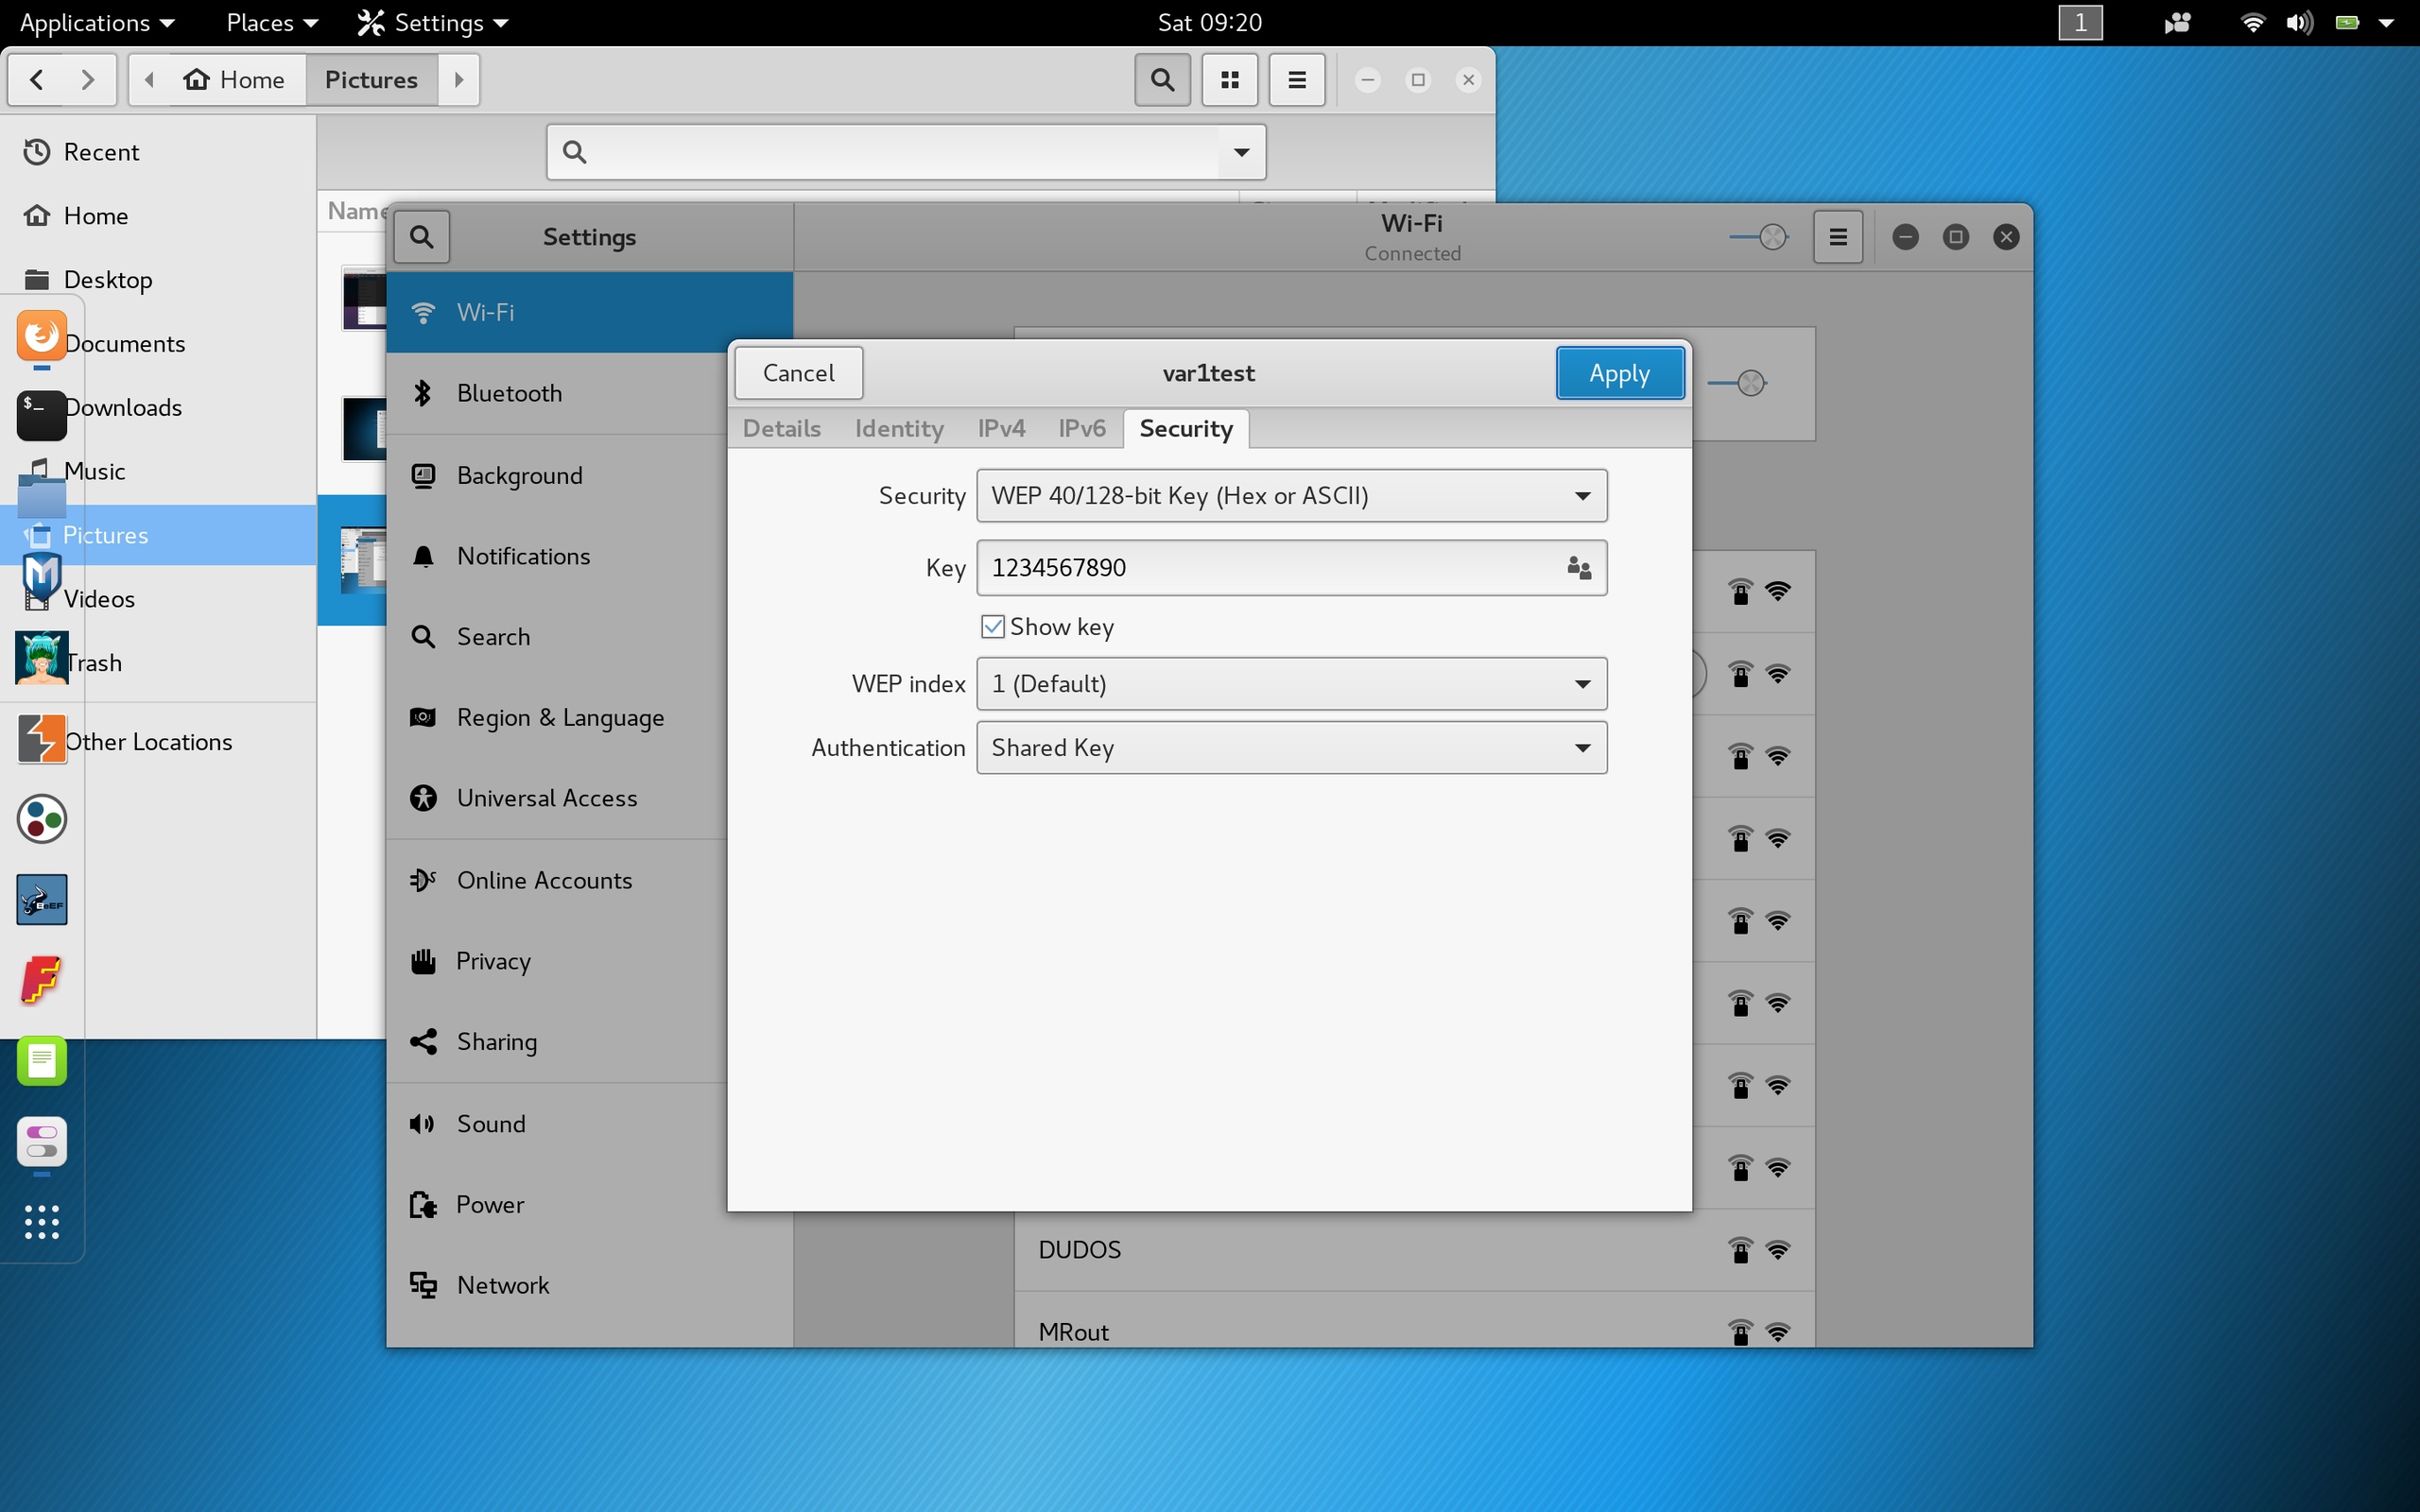 Applications Places Settings Sat 09:20 1
Home Pictures
Recent
Home
Desktop
Documents
Downloads
Music
Pictures
Videos
Trash
Other Locations
Name
Settings
Wi-Fi
Connected
Wi-Fi
Bluetooth
Background
Notifications
Search
Region & Language
Universal Access
Online Accounts
Privacy
Sharing
Sound
Power
Network
Cancel var1test Apply
Details Identity IPv4 IPv6 Security
Security WEP 40/128-bit Key (Hex or ASCII)
Key 1234567890
Show key
WEP index 1 (Default)
Authentication Shared Key
DUDOS
MRout